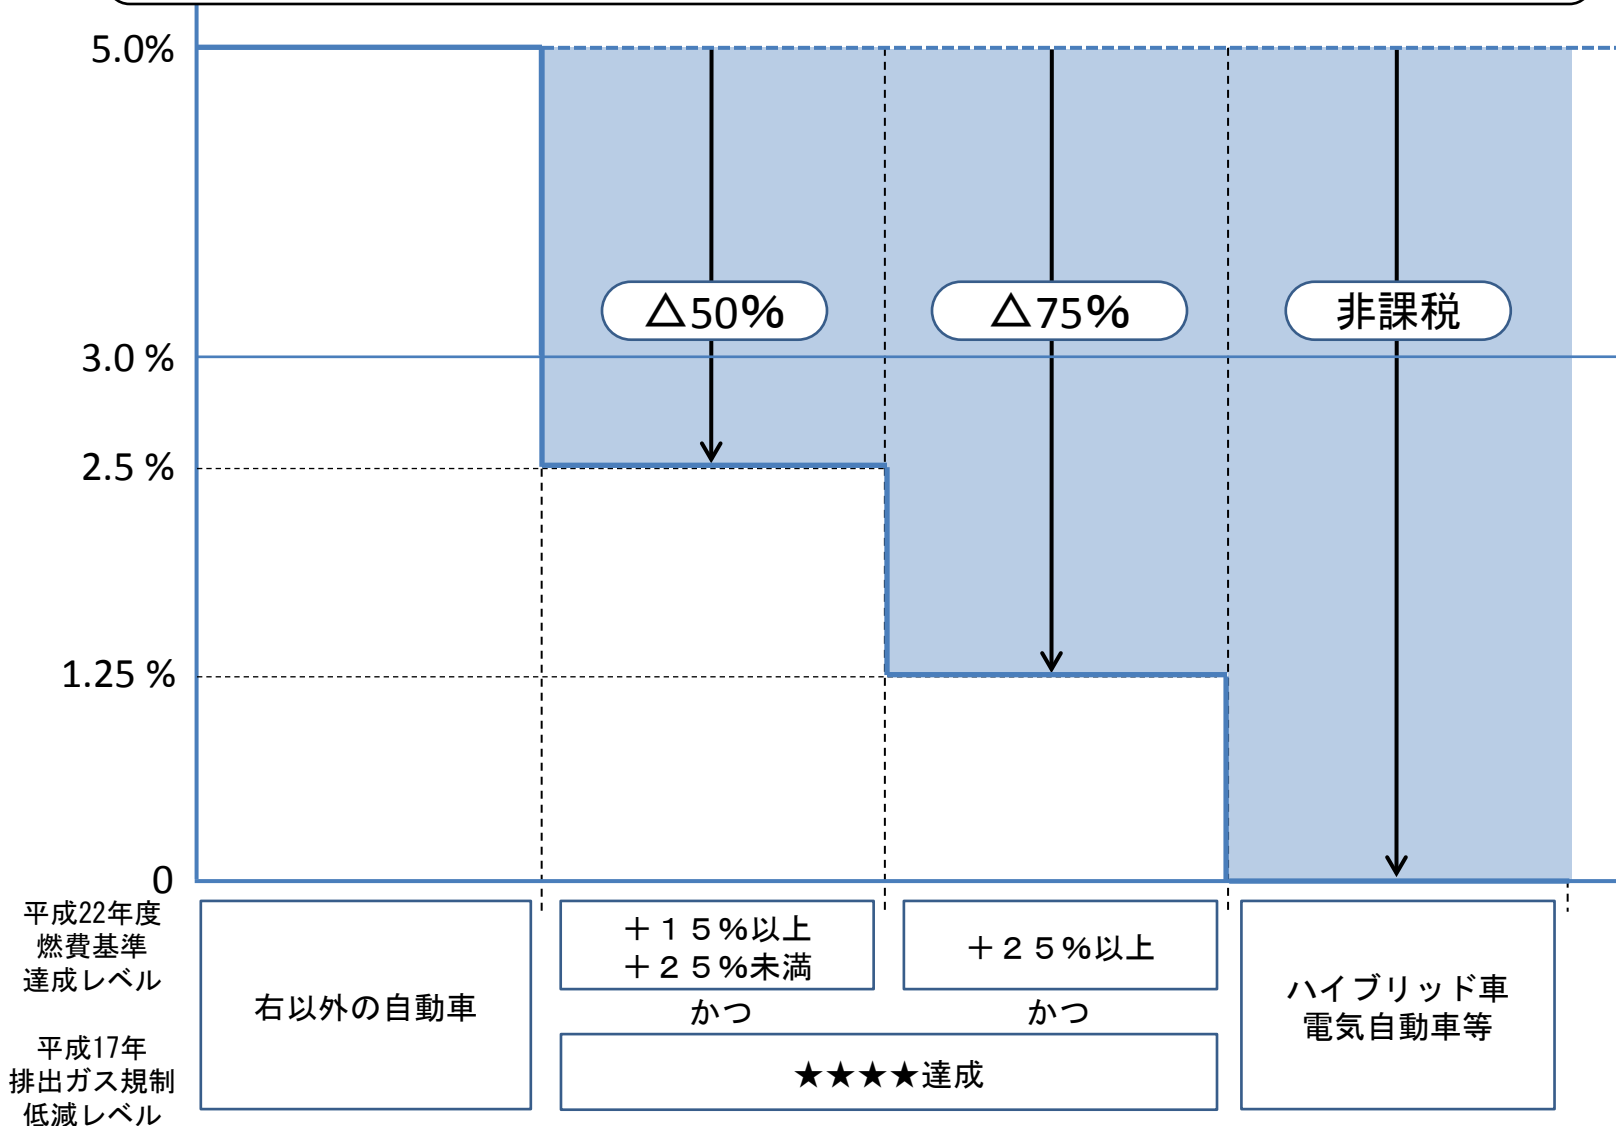 5.0%
△50%
△75%
非課税
3.0 %
2.5 %
1.25 %
0
平成22年度
燃費基準
達成レベル
平成17年
排出ガス規制
低減レベル
右以外の自動車
＋１５%以上
＋２５%未満
かつ
＋２５%以上
かつ
★★★★達成
ハイブリッド車
電気自動車等